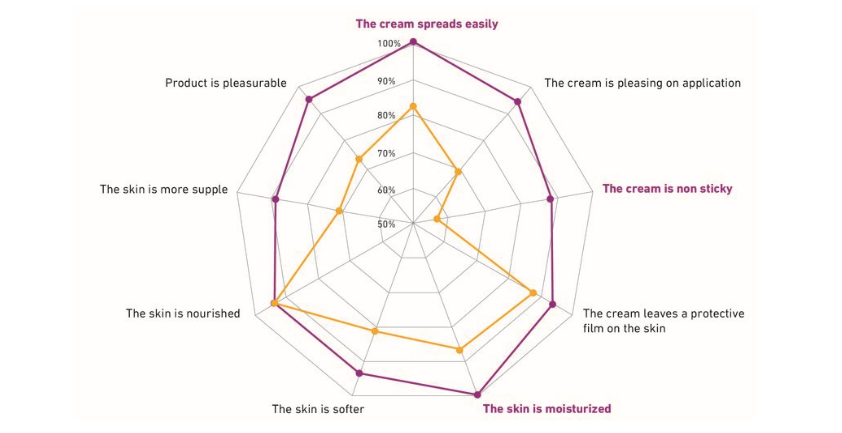 The cream spreads easily
100%
Product is pleasurable
The cream is pleasing on application
90%
80%
70%
The skin is more supple
60%
The cream is non sticky
50%
The skin is nourished
The cream leaves a protective
film on the skin
The skin is softer
The skin is moisturized